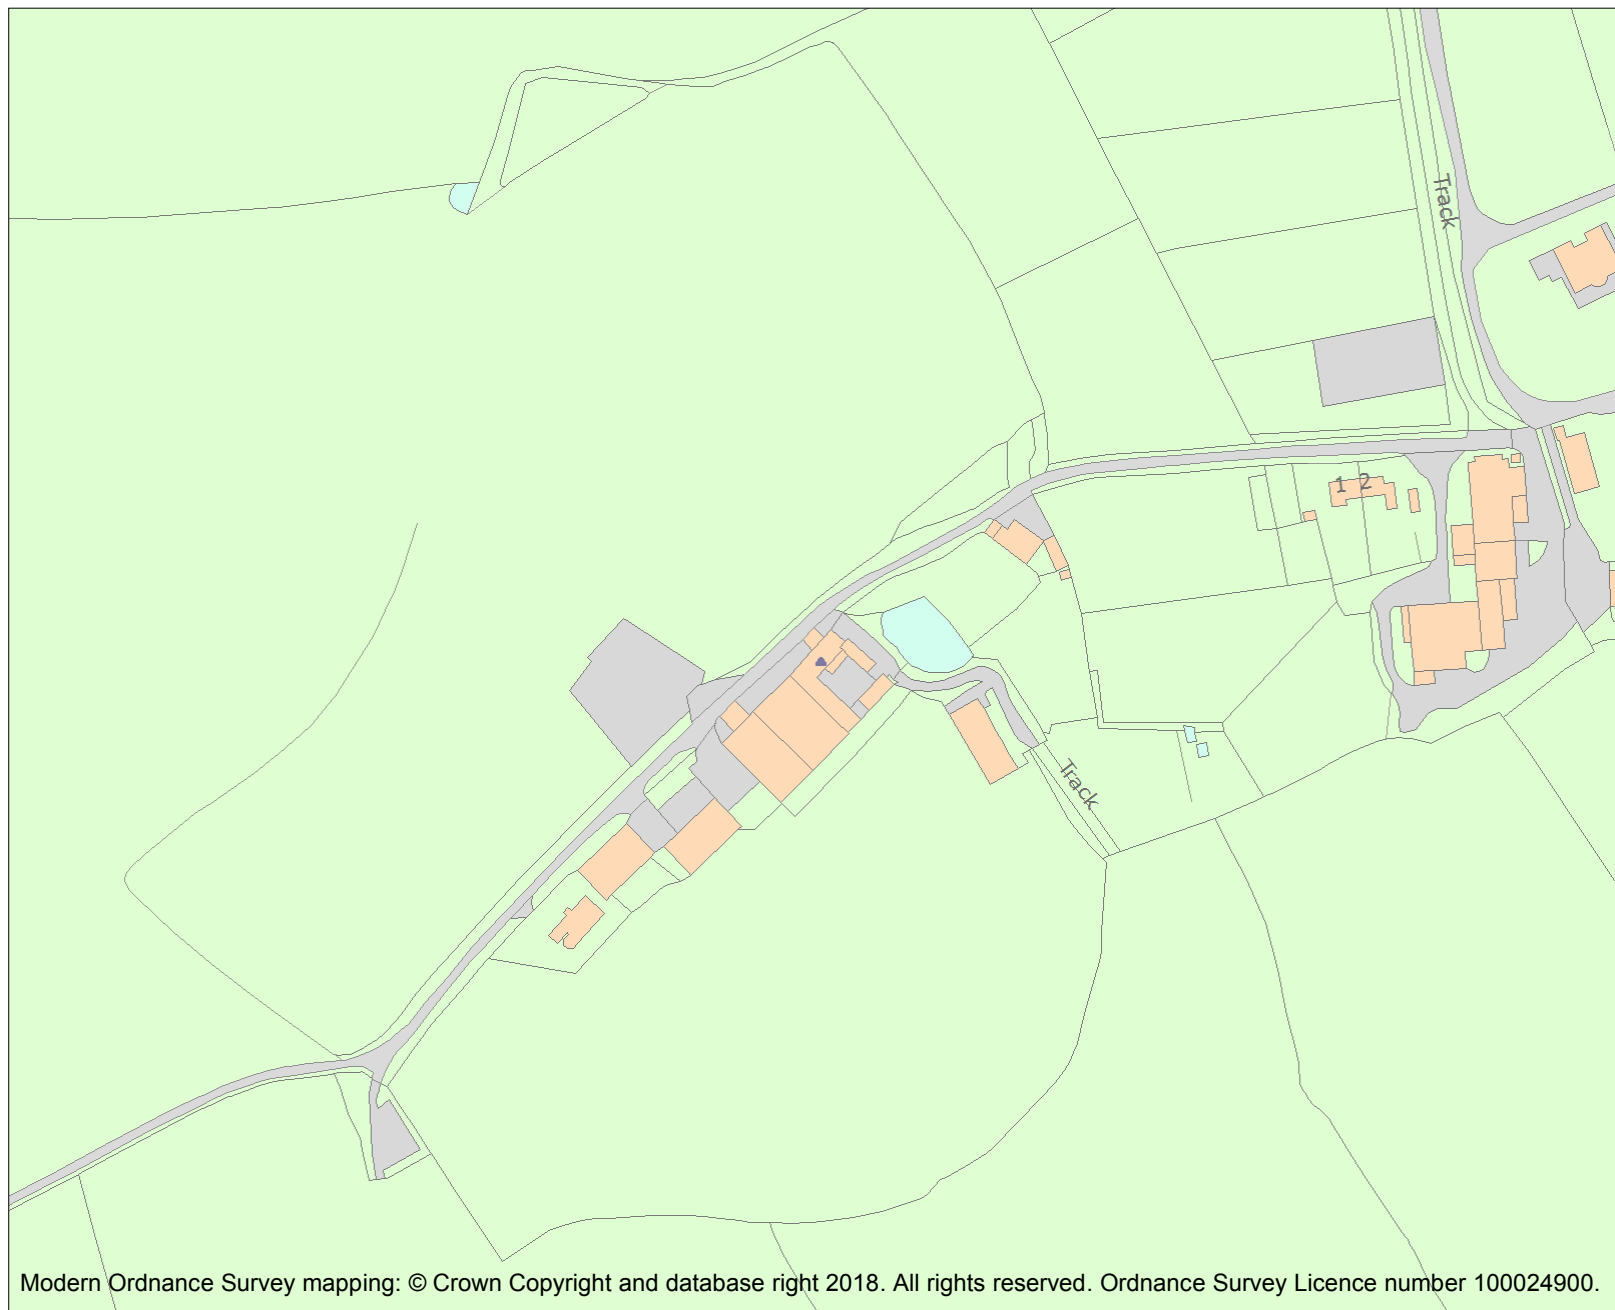 Track
1 2
Track
Modern Ordnance Survey mapping: © Crown Copyright and database right 2018. All rights reserved. Ordnance Survey Licence number 100024900.